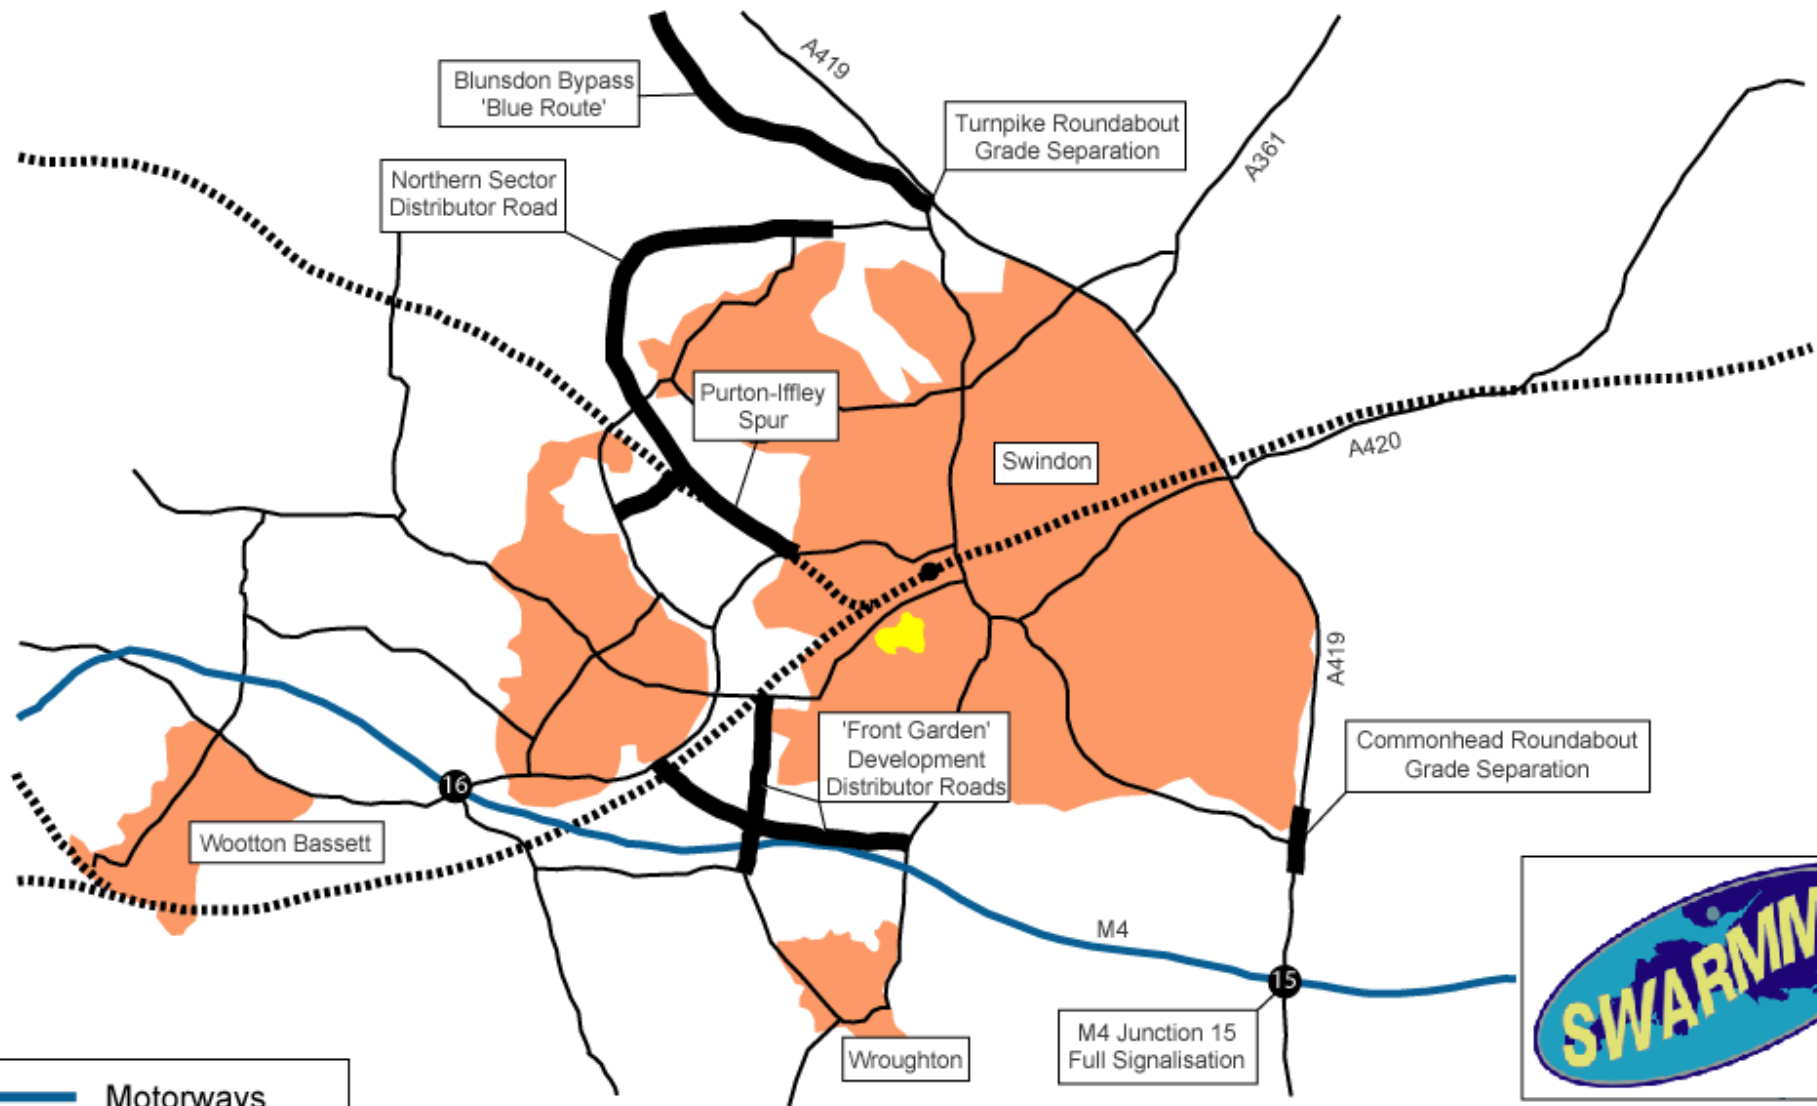 A419
Blunsdon Bypass
'Blue Route'
Turnpike Roundabout
Grade Separation
A361
Northern Sector
Distributor Road
Purton-Iffley
Spur
Swindon
A420
A419
'Front Garden'
Development
Distributor Roads
Commonhead Roundabout
Grade Separation
16
Wootton Bassett
M4
15
M4 Junction 15
Full Signalisation
Wroughton
SWARMM
Motorways